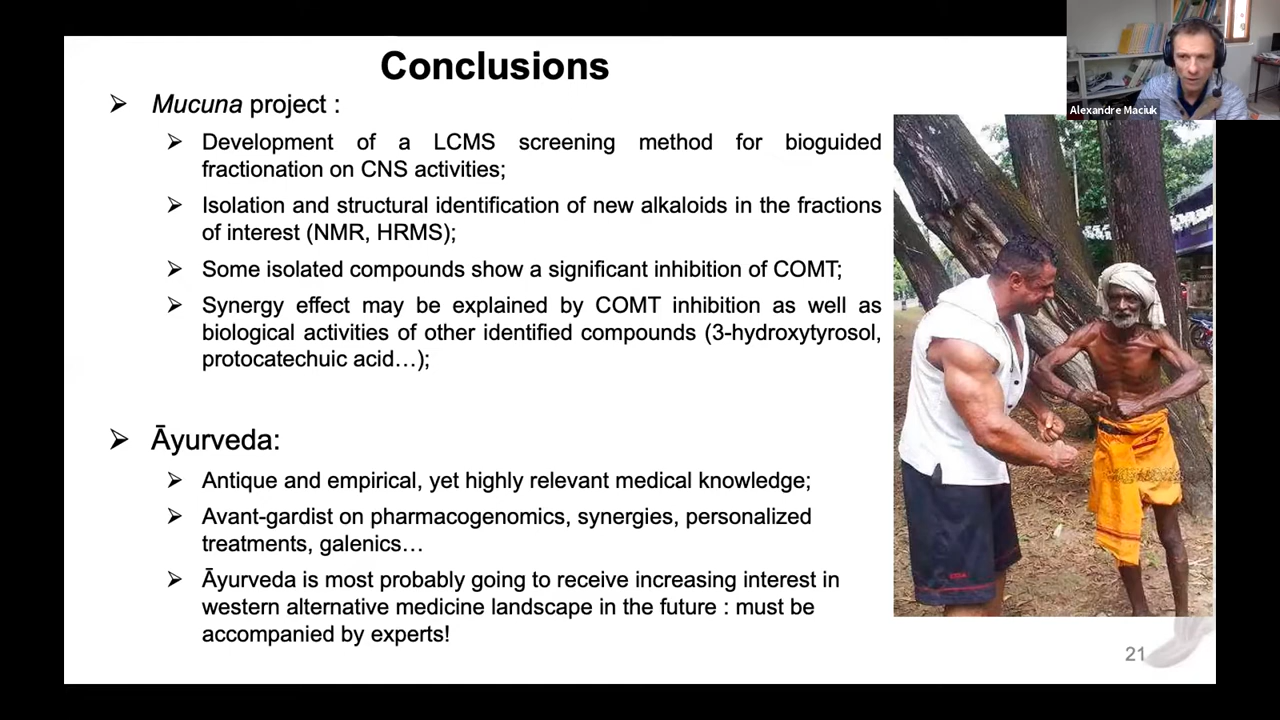 Conclusions
Alexandre Maciuk
➢ Mucuna project :
➢ Development of a LCMS screening method for bioguided
fractionation on CNS activities;
➢ Isolation and structural identification of new alkaloids in the fractions
of interest (NMR, HRMS);
➢ Some isolated compounds show a significant inhibition of COMT;
➢ Synergy effect may be explained by COMT inhibition as well as
biological activities of other identified compounds (3-hydroxytyrosol,
protocatechuic acid…);
➢ Āyurveda:
➢ Antique and empirical, yet highly relevant medical knowledge;
➢ Avant-gardist on pharmacogenomics, synergies, personalized
treatments, galenics…
➢ Āyurveda is most probably going to receive increasing interest in
western alternative medicine landscape in the future : must be
accompanied by experts!
21